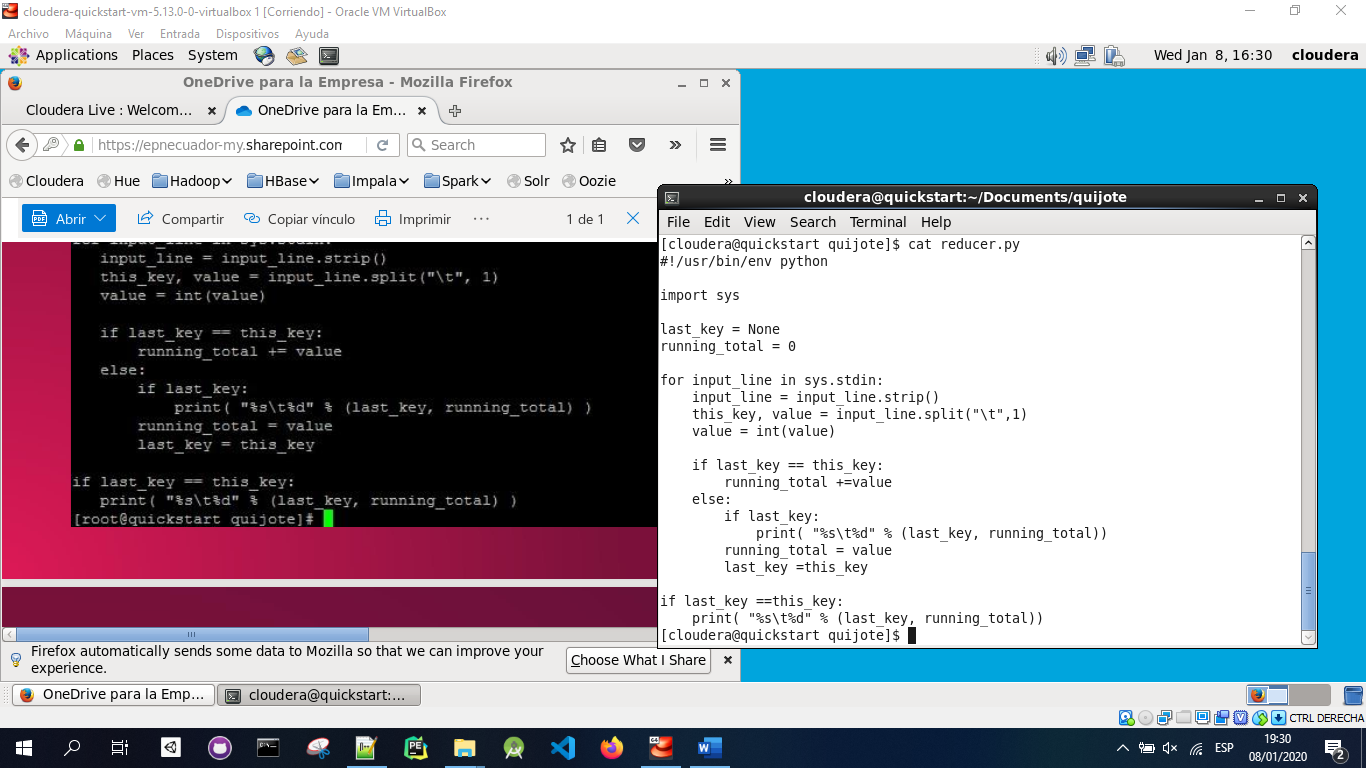 cloudera-quickstart-vm-5.13.0-0-virtualbox 1 [Corriendo] - Oracle VM VirtualBox
Archivo Máquina Ver Entrada Dispositivos Ayuda
Applications Places System Wed Jan 8, 16:30 cloudera
OneDrive para la Empresa - Mozilla Firefox
Cloudera Live : Welcom... × OneDrive para la Em... ×
https://epnecuador-my.sharepoint.com Search
Cloudera Hue Hadoop HBase Impala Spark Solr Oozie »
PDF Abrir Compartir Copiar vínculo Imprimir ··· 1 de 1
for input_line in sys.stdin:
input_line = input_line.strip()
this_key, value = input_line.split("\t", 1)
value = int(value)
if last_key == this_key:
running_total += value
else:
if last_key:
print( "%s\t%d" % (last_key, running_total) )
running_total = value
last_key = this_key
if last_key == this_key:
print( "%s\t%d" % (last_key, running_total) )
[root@quickstart quijote]#
Firefox automatically sends some data to Mozilla so that we can improve your
experience.
Choose What I Share
cloudera@quickstart:~/Documents/quijote
File Edit View Search Terminal Help
[cloudera@quickstart quijote]$ cat reducer.py
#!/usr/bin/env python
import sys
last_key = None
running_total = 0
for input_line in sys.stdin:
input_line = input_line.strip()
this_key, value = input_line.split("\t",1)
value = int(value)
if last_key == this_key:
running_total +=value
else:
if last_key:
print( "%s\t%d" % (last_key, running_total))
running_total = value
last_key =this_key
if last_key ==this_key:
print( "%s\t%d" % (last_key, running_total))
[cloudera@quickstart quijote]$
OneDrive para la Emp... cloudera@quickstart:...
CTRL DERECHA
ESP
19:30
08/01/2020
2